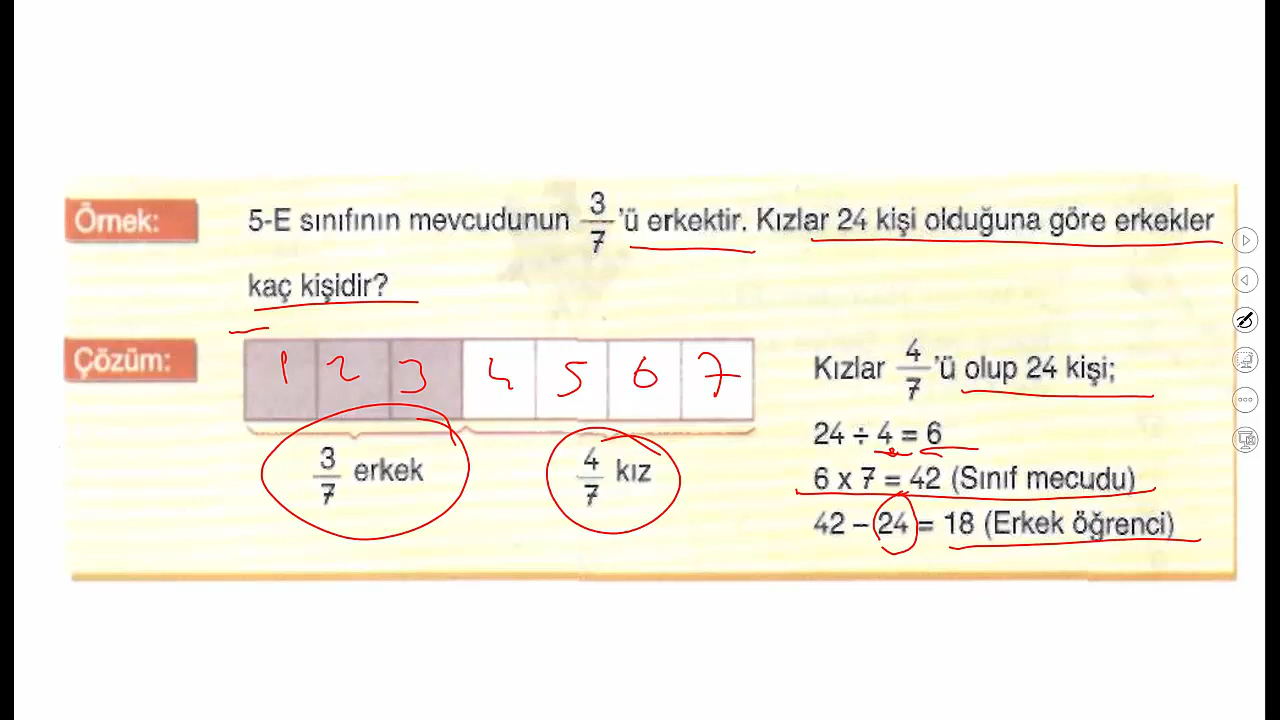 Örnek:
5-E sınıfının mevcudunun 3/7 'ü erkektir. Kızlar 24 kişi olduğuna göre erkekler
kaç kişidir?
Çözüm:
1 2 3 4 5 6 7
3/7 erkek
4/7 kız
Kızlar 4/7 'ü olup 24 kişi;
24 ÷ 4 = 6
6 x 7 = 42 (Sınıf mecudu)
42 – 24 = 18 (Erkek öğrenci)